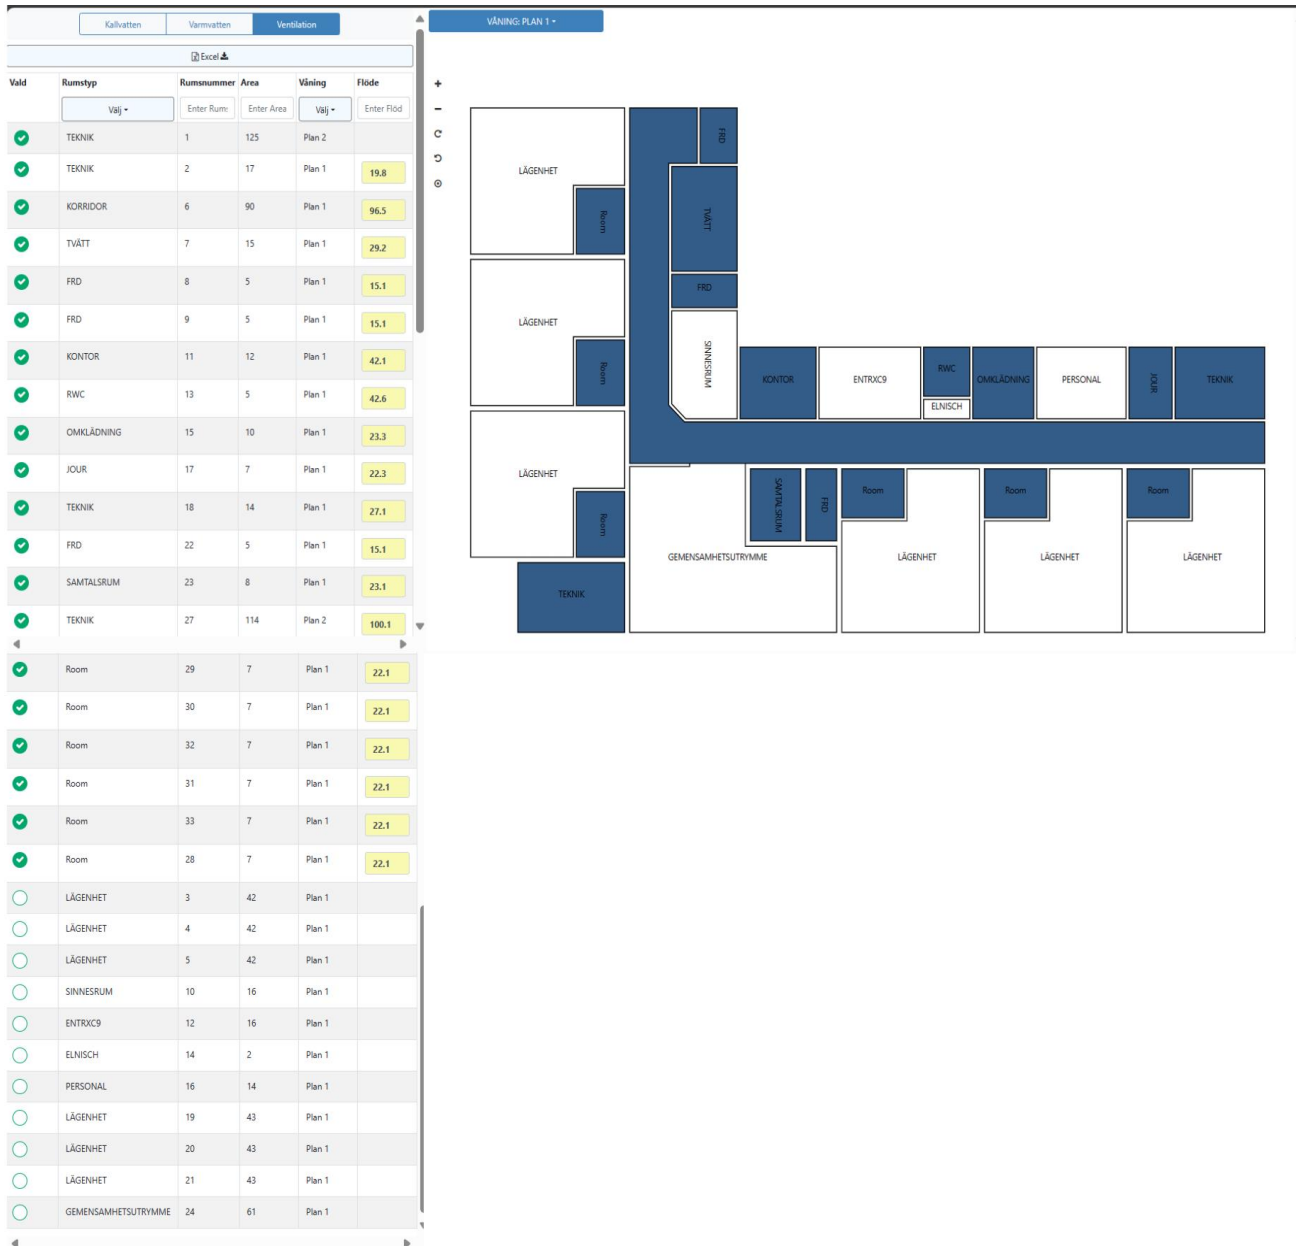 Kallvatten Varmvatten Ventilation
VÅNING: PLAN 1
Excel
Vald Rumstyp Rumsnummer Area Våning Flöde
Välj Enter Rum Enter Area Välj Enter Flöd
TEKNIK 1 125 Plan 2
TEKNIK 2 17 Plan 1 19.8
KORRIDOR 6 90 Plan 1 96.5
TVÄTT 7 15 Plan 1 29.2
FRD 8 5 Plan 1 15.1
FRD 9 5 Plan 1 15.1
KONTOR 11 12 Plan 1 42.1
RWC 13 5 Plan 1 42.6
OMKLÄDNING 15 10 Plan 1 23.3
JOUR 17 7 Plan 1 22.3
TEKNIK 18 14 Plan 1 27.1
FRD 22 5 Plan 1 15.1
SAMTALSRUM 23 8 Plan 1 23.1
TEKNIK 27 114 Plan 2 100.1
Room 29 7 Plan 1 22.1
Room 30 7 Plan 1 22.1
Room 32 7 Plan 1 22.1
Room 31 7 Plan 1 22.1
Room 33 7 Plan 1 22.1
Room 28 7 Plan 1 22.1
LÄGENHET 3 42 Plan 1
LÄGENHET 4 42 Plan 1
LÄGENHET 5 42 Plan 1
SINNESRUM 10 16 Plan 1
ENTRXC9 12 16 Plan 1
ELNISCH 14 2 Plan 1
PERSONAL 16 14 Plan 1
LÄGENHET 19 43 Plan 1
LÄGENHET 20 43 Plan 1
LÄGENHET 21 43 Plan 1
GEMENSAMHETSUTRYMME 24 61 Plan 1
FRD
LÄGENHET
Room
TVÄTT
FRD
LÄGENHET
Room
SINNESRUM
KONTOR
ENTRXC9
RWC
ELNISCH
OMKLÄDNING
PERSONAL
JOUR
TEKNIK
LÄGENHET
Room
SAMTALSRUM
FRD
Room
Room
Room
GEMENSAMHETSUTRYMME
LÄGENHET
LÄGENHET
LÄGENHET
TEKNIK